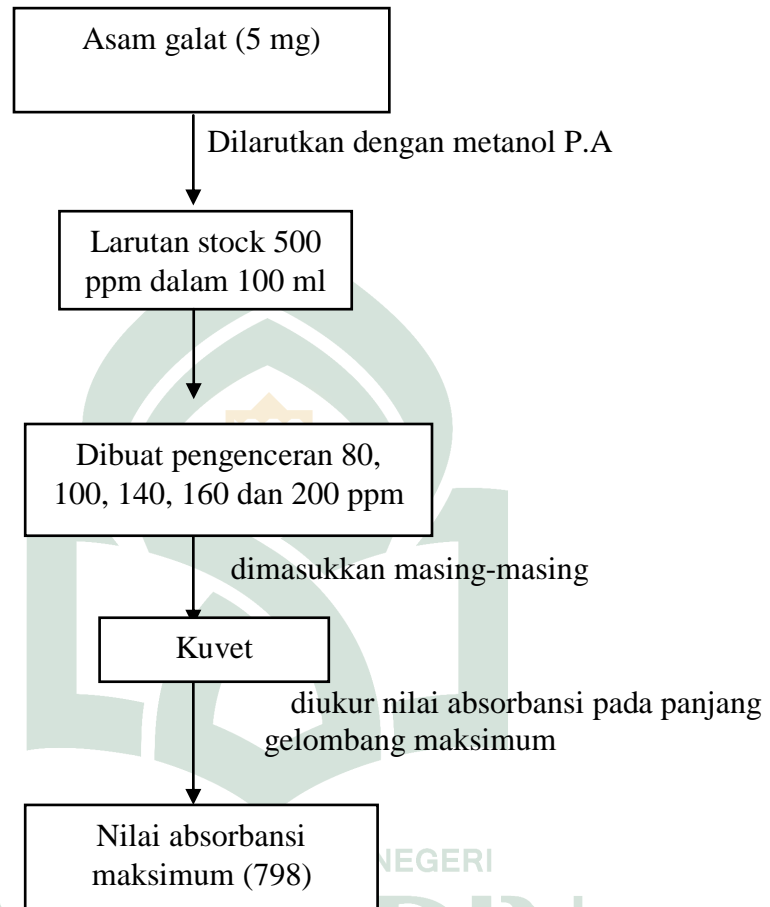 Asam galat (5 mg)
Dilarutkan dengan metanol P.A
Larutan stock 500
ppm dalam 100 ml
Dibuat pengenceran 80,
100, 140, 160 dan 200 ppm
dimasukkan masing-masing
Kuvet
diukur nilai absorbansi pada panjang
gelombang maksimum
Nilai absorbansi
maksimum (798)
NEGERI